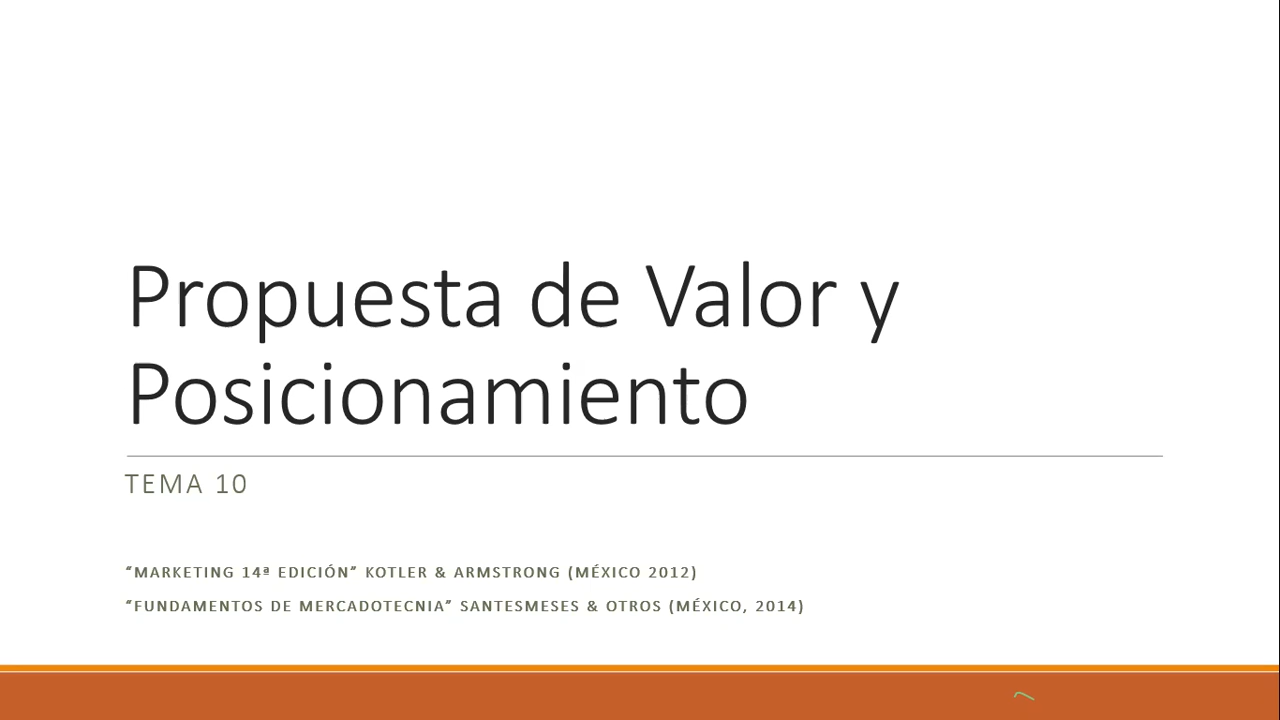 Propuesta de Valor y
Posicionamiento
TEMA 10
“MARKETING 14ª EDICIÓN” KOTLER & ARMSTRONG (MÉXICO 2012)
“FUNDAMENTOS DE MERCADOTECNIA” SANTESMESES & OTROS (MÉXICO, 2014)